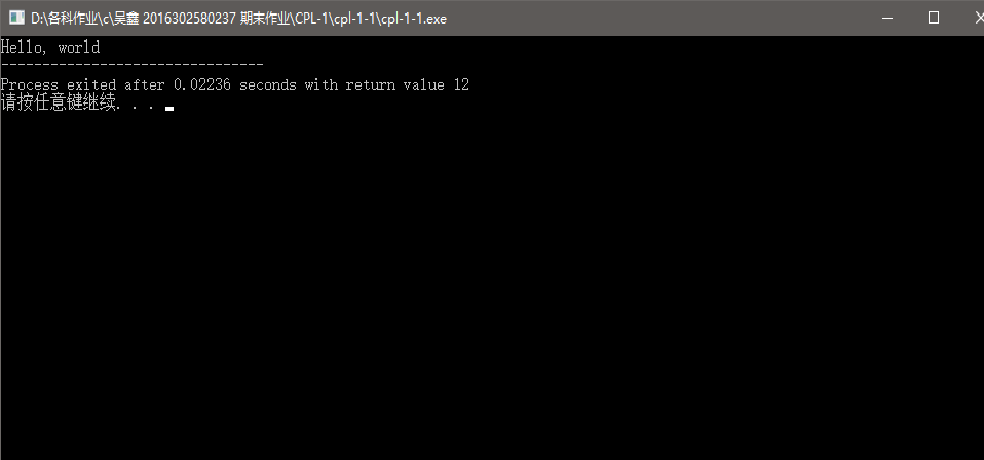 D:\各科作业\c\吴鑫 2016302580237 期末作业\CPL-1\cpl-1-1\cpl-1-1.exe
Hello, world
--------------------------------
Process exited after 0.02236 seconds with return value 12
请按任意键继续. . .